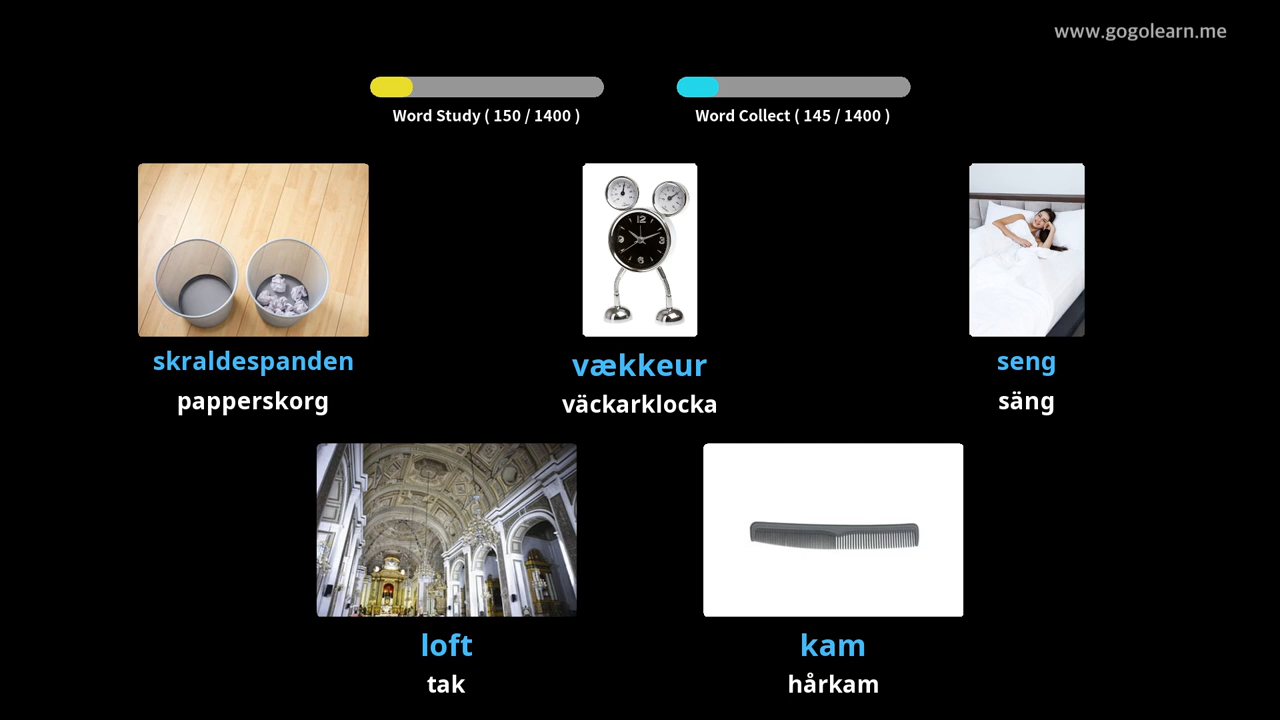 www.gogolearn.me
Word Study ( 150 / 1400 )
Word Collect ( 145 / 1400 )
skraldespanden
papperskorg
vækkeur
väckarklocka
seng
säng
loft
tak
kam
hårkam